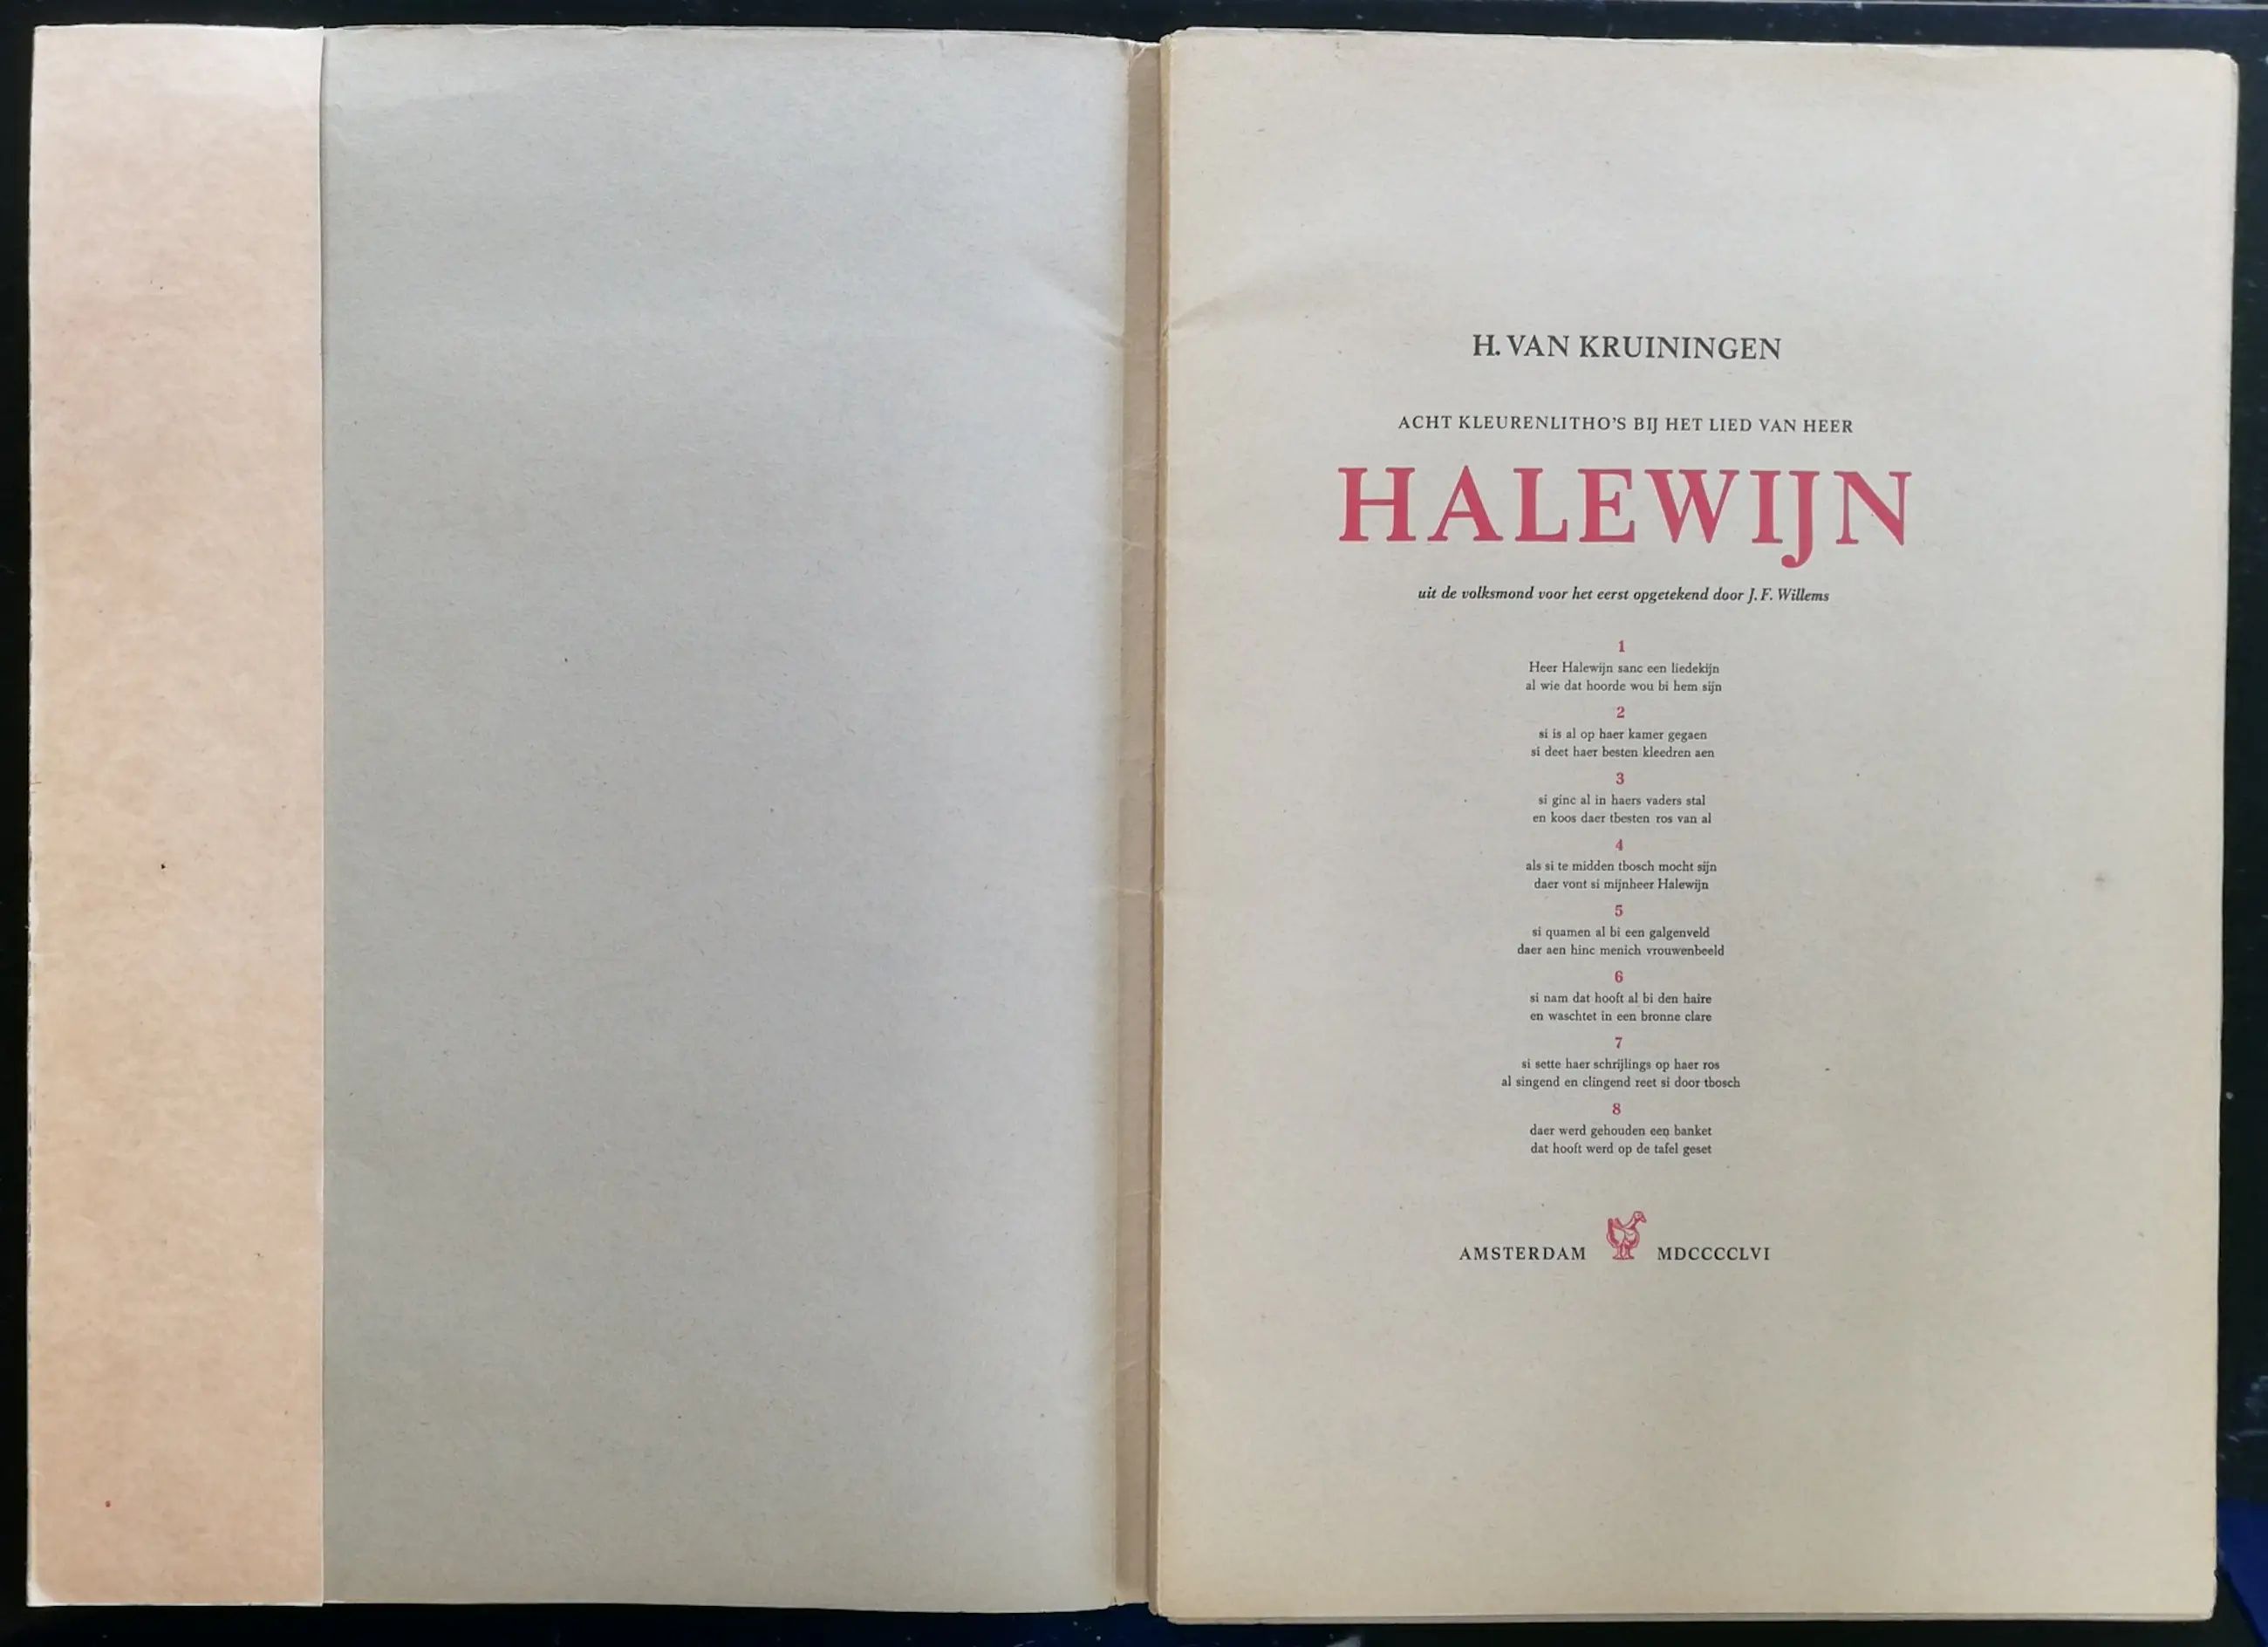 H. VAN KRUININGEN
ACHT KLEURENLITHO'S BIJ HET LIED VAN HEER
HALEWIJN
uit de volksmond voor het eerst opgetekend door J. F. Willems
1
Heer Halewijn sanc een liedekijn
al wie dat hoorde wou bi hem sijn
2
si is al op haer kamer gegaen
si deet haer besten kleedren aen
3
si ginc al in haers vaders stal
en koos daer tbesten ros van al
4
als si te midden tbosch mocht sijn
daer vont si mijnheer Halewijn
5
si quamen al bi een galgenveld
daer aen hinc menich vrouwenbeeld
6
si nam dat hooft al bi den haire
en waschtet in een bronne clare
7
si sette haer schrijlings op haer ros
al singend en clingend reet si door tbosch
8
daer werd gehouden een banket
dat hooft werd op de tafel geset
AMSTERDAM MDCCCCLVI